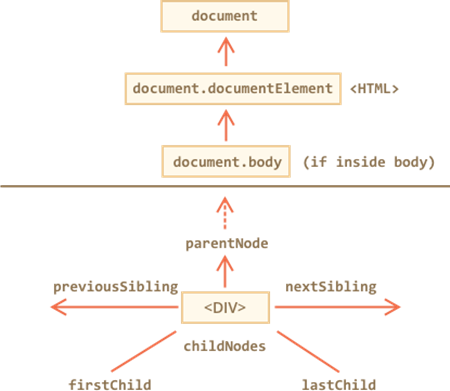 document
document.documentElement <HTML>
document.body (if inside body)
parentNode
previousSibling nextSibling
<DIV>
childNodes
firstChild lastChild